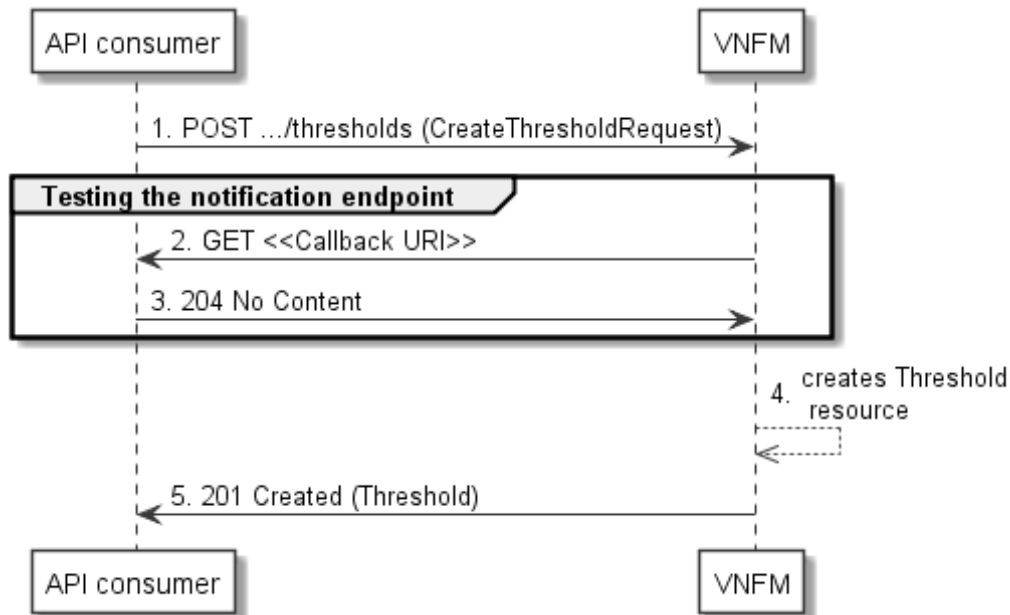 API consumer
VNFM
1. POST .../thresholds (CreateThresholdRequest)
Testing the notification endpoint
2. GET <<Callback URI>>
3. 204 No Content
4. creates Threshold
resource
5. 201 Created (Threshold)
API consumer
VNFM